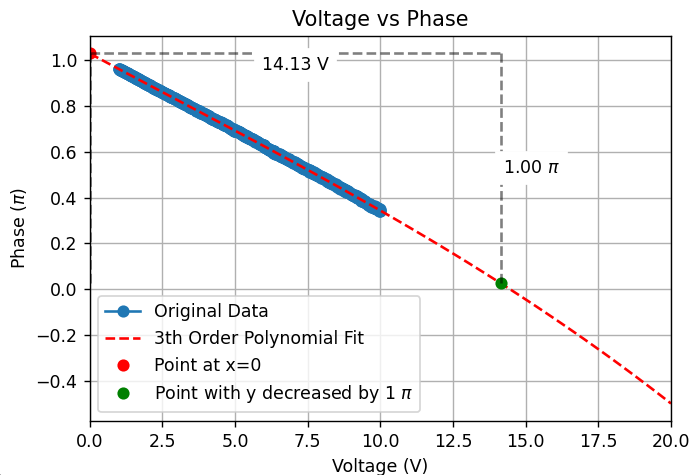 Voltage vs Phase
14.13 V
1.00 π
Phase (π)
1.0
0.8
0.6
0.4
0.2
0.0
−0.2
−0.4
Original Data
3th Order Polynomial Fit
Point at x=0
Point with y decreased by 1 π
0.0 2.5 5.0 7.5 10.0 12.5 15.0 17.5 20.0
Voltage (V)